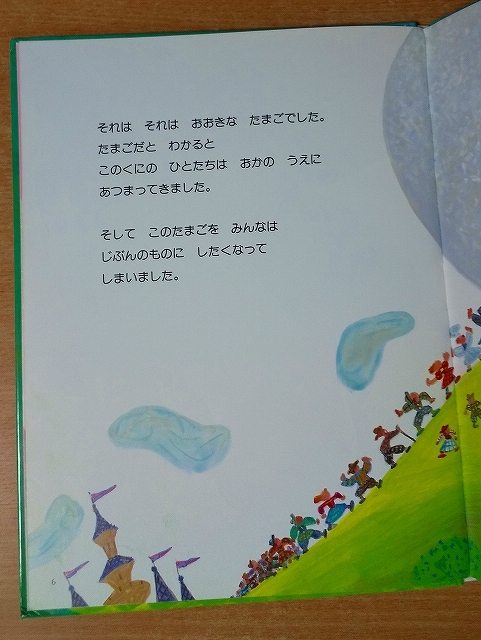 それは　それは　おおきな　たまごでした。
たまごだと　わかると
このくにの　ひとたちは　おかの　うえに
あつまってきました。
そして　このたまごを　みんなは
じぶんのものに　したくなって
しまいました。
6